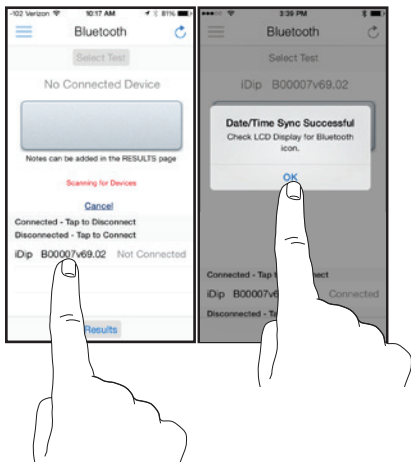 -102 Verizon 10:17 AM 81%
Bluetooth
Select Test
No Connected Device
Notes can be added in the RESULTS page
Scanning for Devices
Cancel
Connected - Tap to Disconnect
Disconnected - Tap to Connect
iDip B00007v69.02 Not Connected
Results
3:39 PM
Bluetooth
Select Test
iDip B00007v69.02
Date/Time Sync Successful
Check LCD Display for Bluetooth
icon.
OK
Connected - Tap nect
iDip B00007v6 Connected
Disconnected - Ta